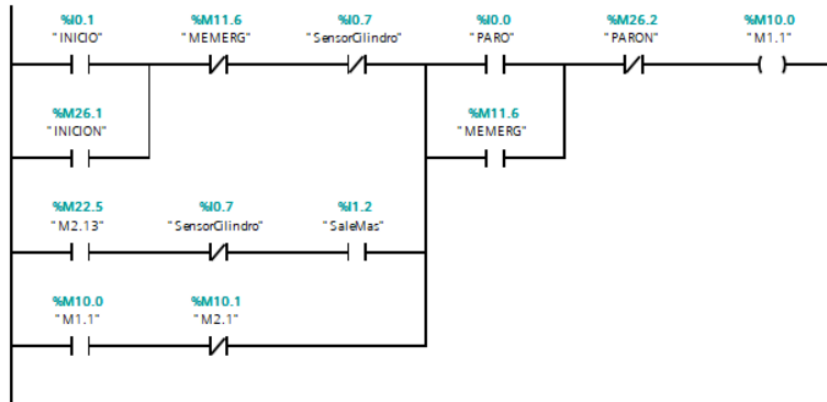 %I0.1 %M11.6 %I0.7 %I0.0 %M26.2 %M10.0
"INICIO" "MEMERG" "SensorCilindro" "PARO" "PARON" "M1.1"
%M26.1 %M11.6
"INICION" "MEMERG"
%M22.5 %I0.7 %I1.2
"M2.13" "SensorCilindro" "SaleMas"
%M10.0 %M10.1
"M1.1" "M2.1"